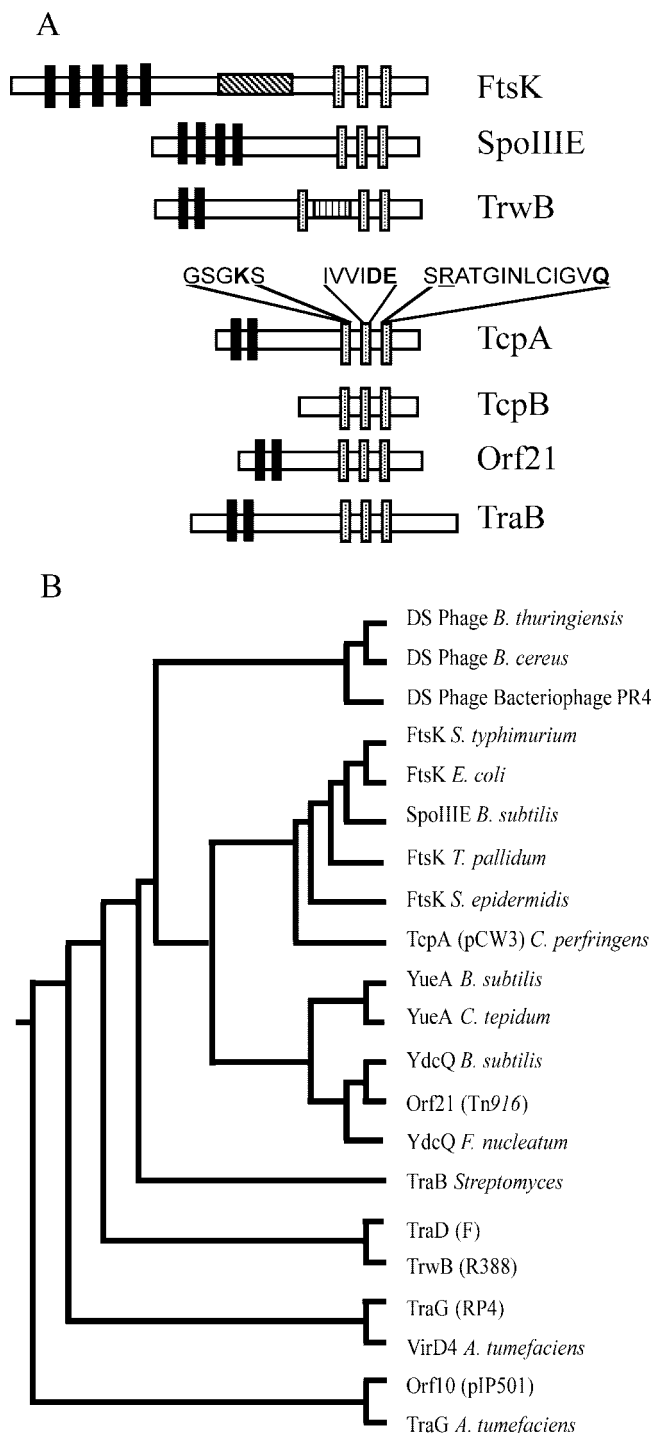 A
FtsK
SpoIIIE
TrwB
GSGKS IVVIDE SRATGINLCIGVQ
TcpA
TcpB
Orf21
TraB
B
DS Phage B. thuringiensis
DS Phage B. cereus
DS Phage Bacteriophage PR4
FtsK S. typhimurium
FtsK E. coli
SpoIIIE B. subtilis
FtsK T. pallidum
FtsK S. epidermidis
TcpA (pCW3) C. perfringens
YueA B. subtilis
YueA C. tepidum
YdcQ B. subtilis
Orf21 (Tn916)
YdcQ F. nucleatum
TraB Streptomyces
TraD (F)
TrwB (R388)
TraG (RP4)
VirD4 A. tumefaciens
Orf10 (pIP501)
TraG A. tumefaciens